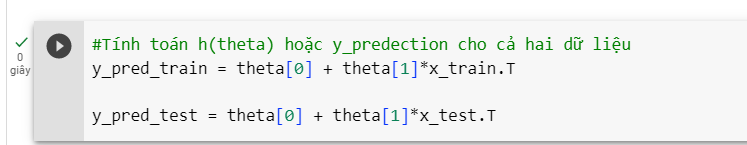 #Tính toán h(theta) hoặc y_predection cho cả hai dữ liệu
0
giây
y_pred_train = theta[0] + theta[1]*x_train.T
y_pred_test = theta[0] + theta[1]*x_test.T